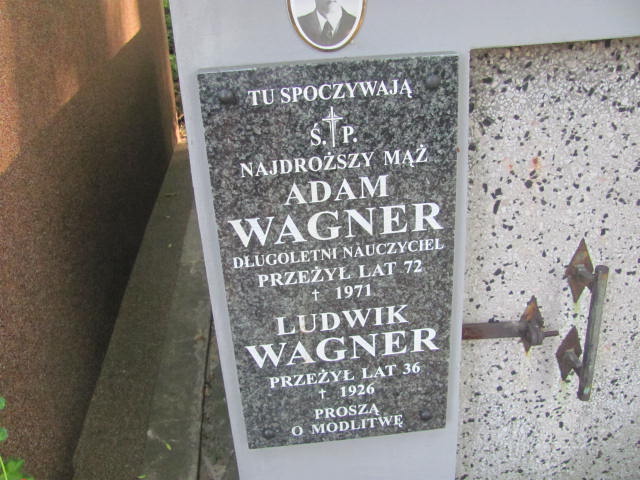 TU SPOCZYWAJĄ
Ś.P.
NAJDROŻSZY MĄŻ
ADAM
WAGNER
DŁUGOLETNI NAUCZYCIEL
PRZEŻYŁ LAT 72
† 1971
LUDWIK
WAGNER
PRZEŻYŁ LAT 36
† 1926
PROSZĄ
O MODLITWĘ